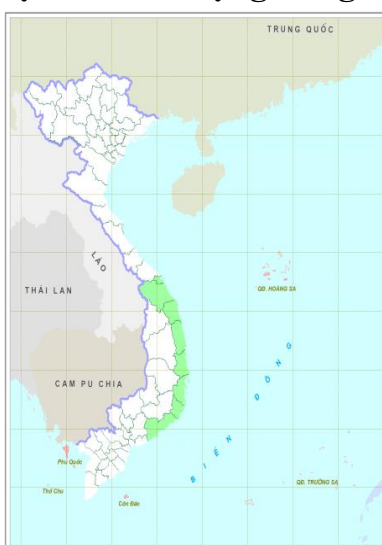 TRUNG QUỐC
LÀO
THÁI LAN
QĐ. HOÀNG SA
CAM PU CHIA
BIỂN ĐÔNG
Phú Quốc
Thổ Chu
Côn Đảo
QĐ. TRƯỜNG SA